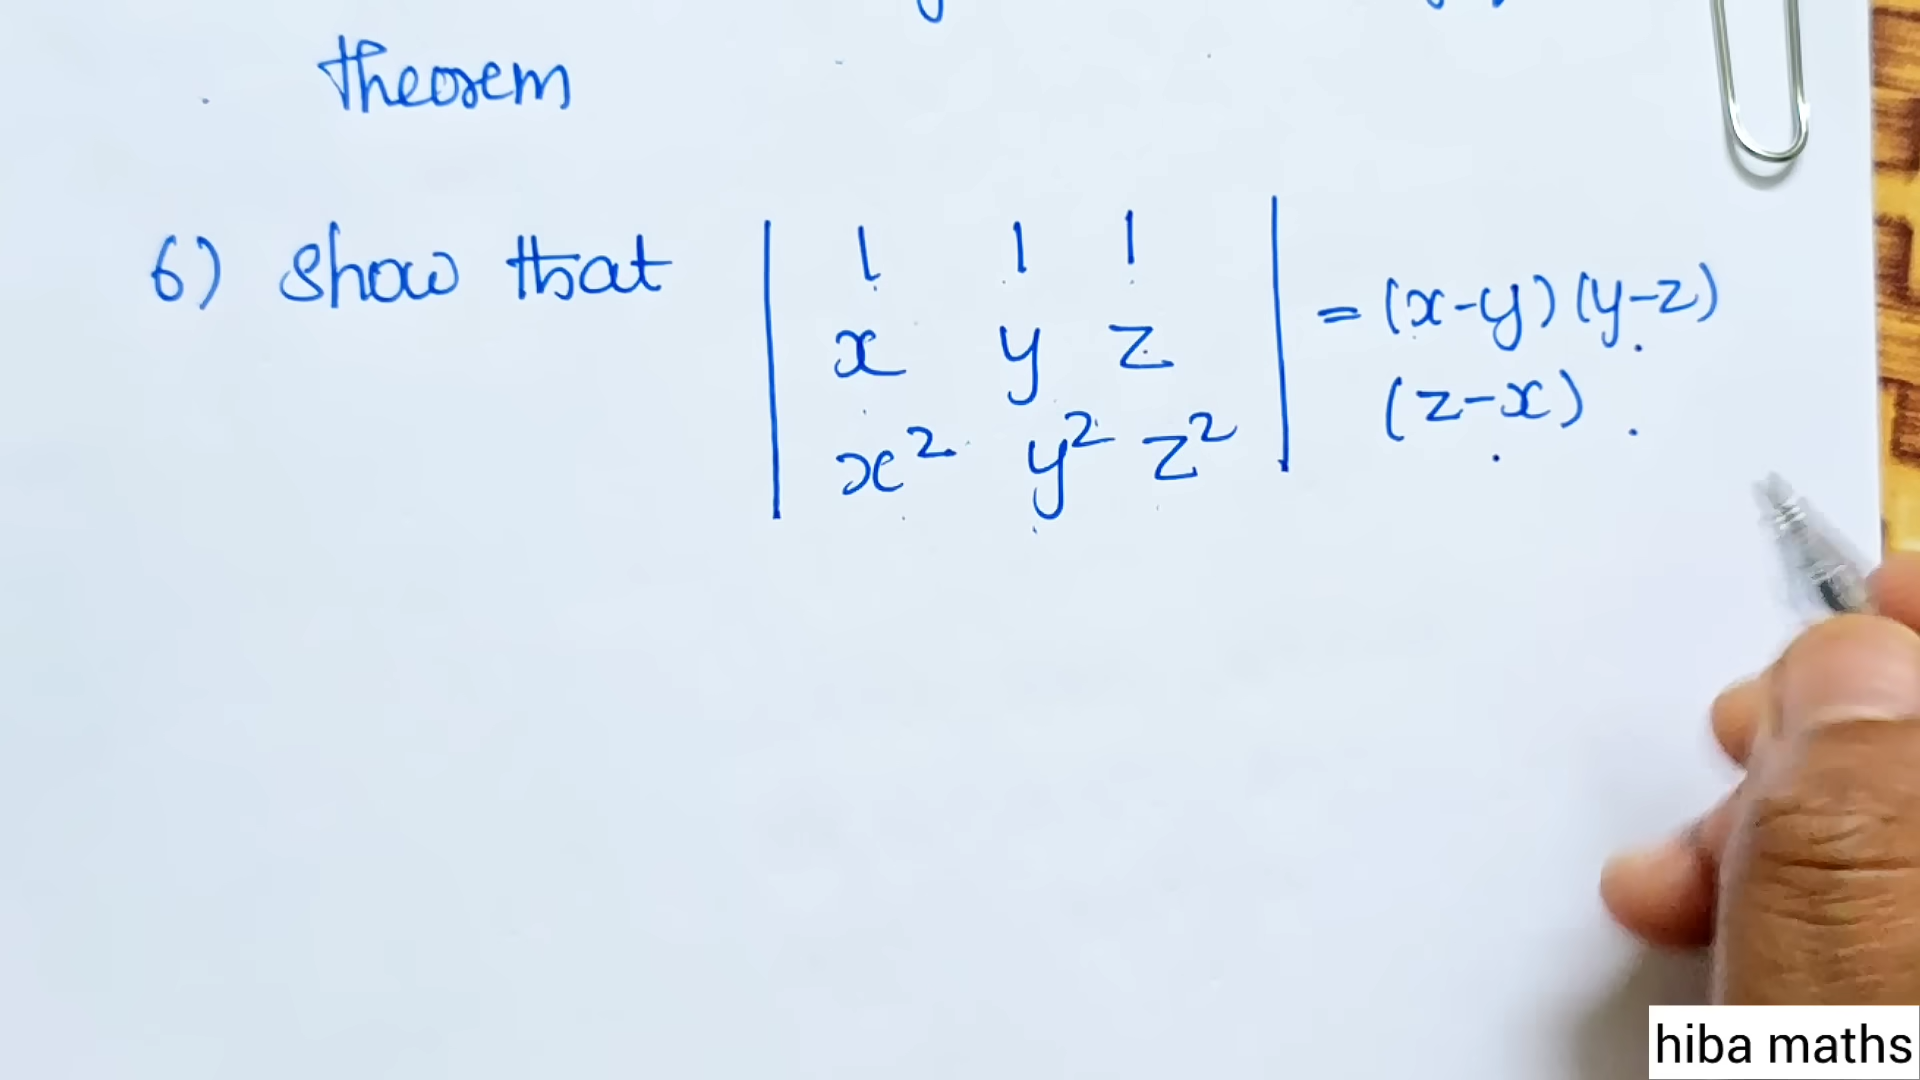 theorem
6) show that | 1 1 1 | = (x-y) (y-z)
| x y z | (z-x) .
| x² y² z² |
hiba maths